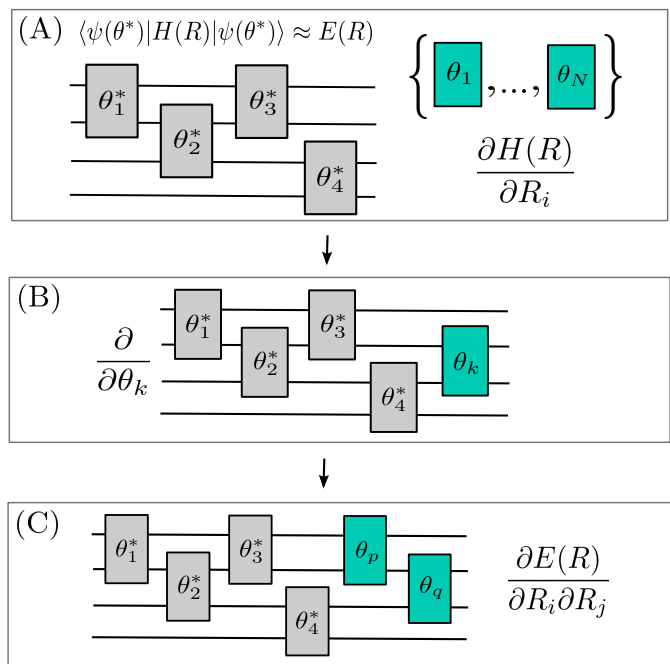 (A) ⟨ψ(θ*)|H(R)|ψ(θ*)⟩ ≈ E(R)
θ₁* θ₂* θ₃* θ₄*
{ θ₁ ,..., θ_N }
∂H(R)
∂R_i
(B)
∂
∂θ_k
θ₁* θ₂* θ₃* θ₄* θ_k
(C)
θ₁* θ₂* θ₃* θ₄* θ_p θ_q
∂E(R)
∂R_i∂R_j